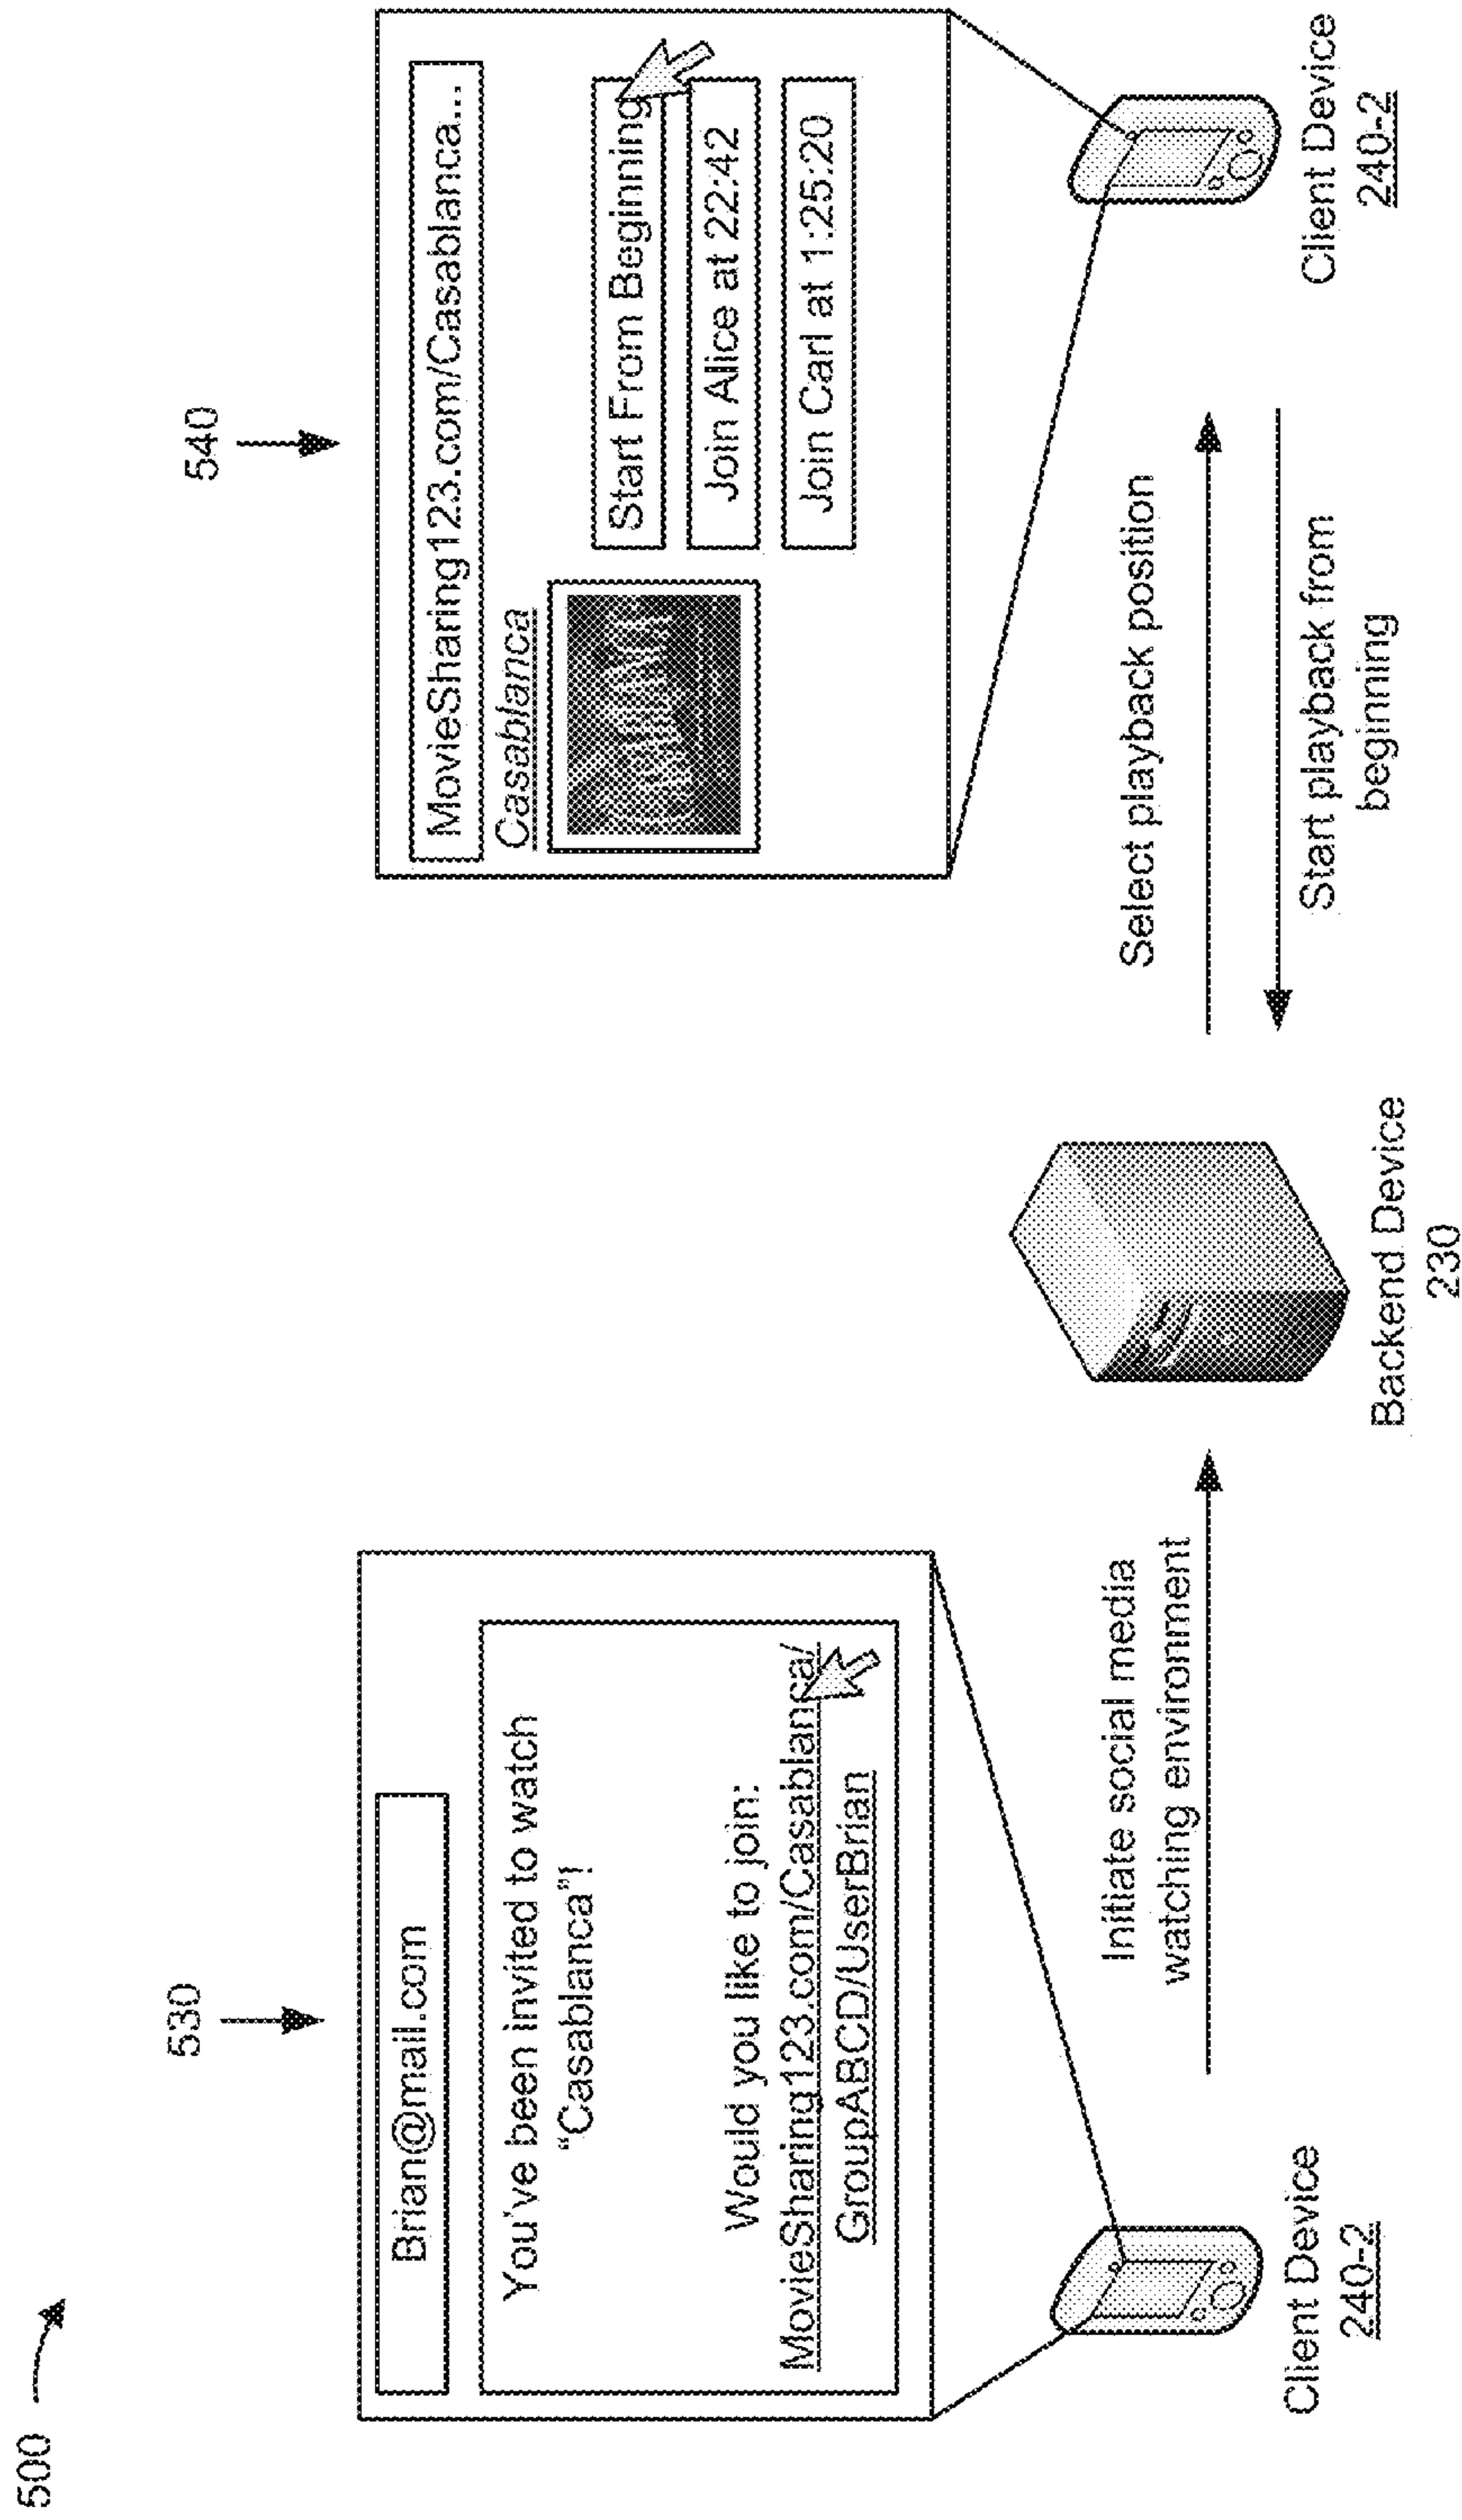 500
530
Brian@mail.com
You've been invited to watch
“Casablanca”!
Would you like to join:
MovieSharing123.com/Casablanca/
GroupABCD/UserBrian
Client Device
240-2
Initiate social media
watching environment
Backend Device
230
540
MovieSharing123.com/Casablanca...
Casablanca
Start From Beginning
Join Alice at 22:42
Join Carl at 1:25:20
Select playback position
Start playback from
beginning
Client Device
240-2